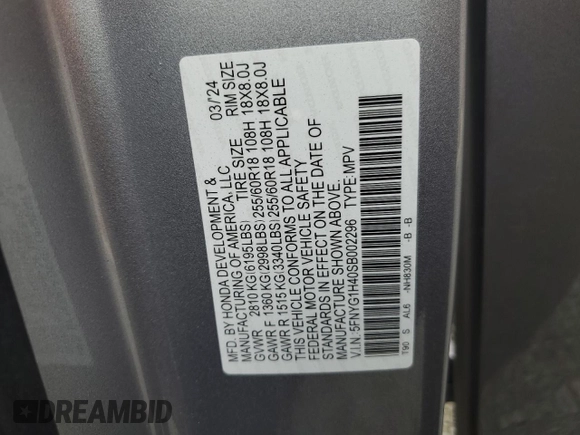 MFD. BY HONDA DEVELOPMENT &
MANUFACTURING OF AMERICA, LLC 03/'24
TIRE SIZE RIM SIZE
GVWR 2810 KG(6195LBS)
GAWR F 1360 KG(2998LBS) 255/60R18 108H 18X8.0J
GAWR R 1515 KG(3340LBS) 255/60R18 108H 18X8.0J
THIS VEHICLE CONFORMS TO ALL APPLICABLE
FEDERAL MOTOR VEHICLE SAFETY
STANDARDS IN EFFECT ON THE DATE OF
MANUFACTURE SHOWN ABOVE.
V.I.N.:5FNYG1H40SB002296 TYPE:MPV
T90 S AL6 -NH830M -B -B
DREAMBID